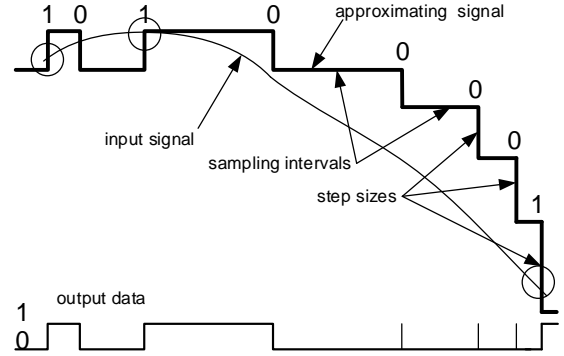 1 0 1 0 approximating signal
0
0
input signal
sampling intervals
0
step sizes
1
output data
1
0